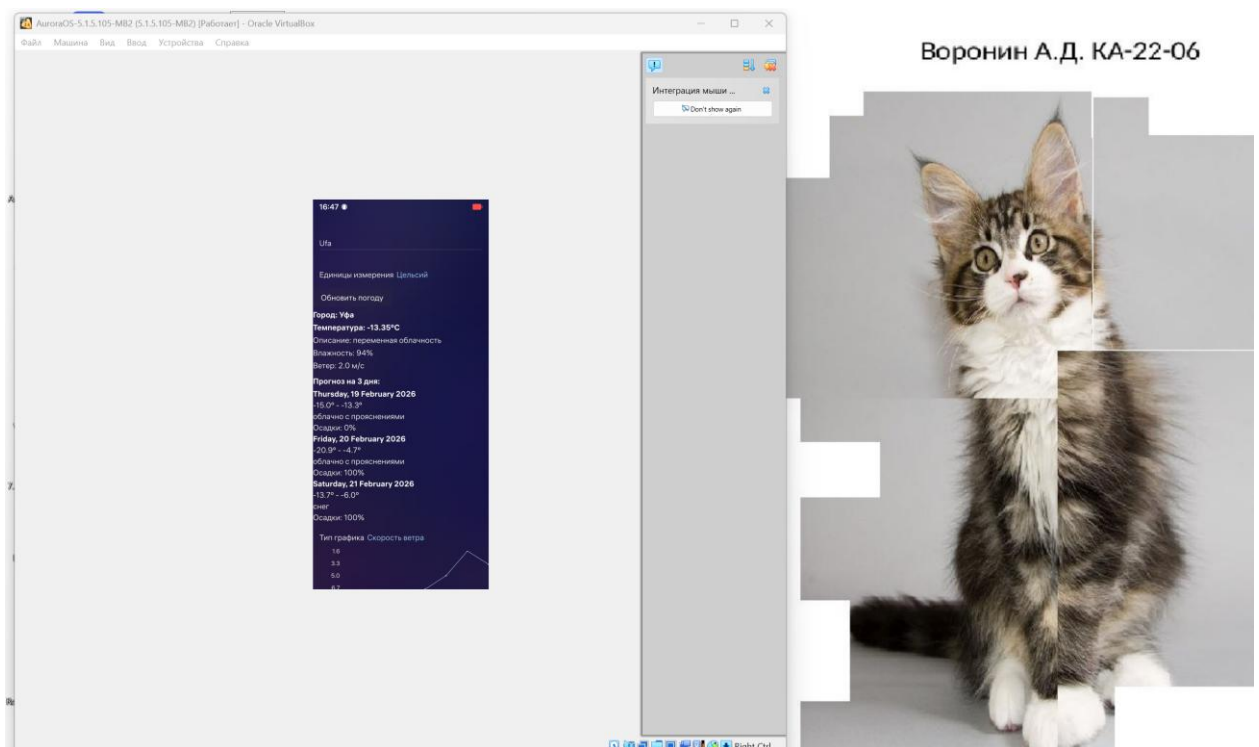 AuroraOS-5.1.5.105-MB2 (5.1.5.105-MB2) [Работает] - Oracle VirtualBox
Файл Машина Вид Ввод Устройства Справка
Интеграция мыши ...
Don't show again
Воронин А.Д. КА-22-06
16:47
Ufa
Единицы измерения Цельсий
Обновить погоду
Город: Уфа
Температура: -13.35°C
Описание: переменная облачность
Влажность: 94%
Ветер: 2.0 м/с
Прогноз на 3 дня:
Thursday, 19 February 2026
-15.0° - -13.3°
облачно с прояснениями
Осадки: 0%
Friday, 20 February 2026
-20.9° - -4.7°
облачно с прояснениями
Осадки: 100%
Saturday, 21 February 2026
-13.7° - -6.0°
снег
Осадки: 100%
Тип графика Скорость ветра
1.6
3.3
5.0
Right Ctrl